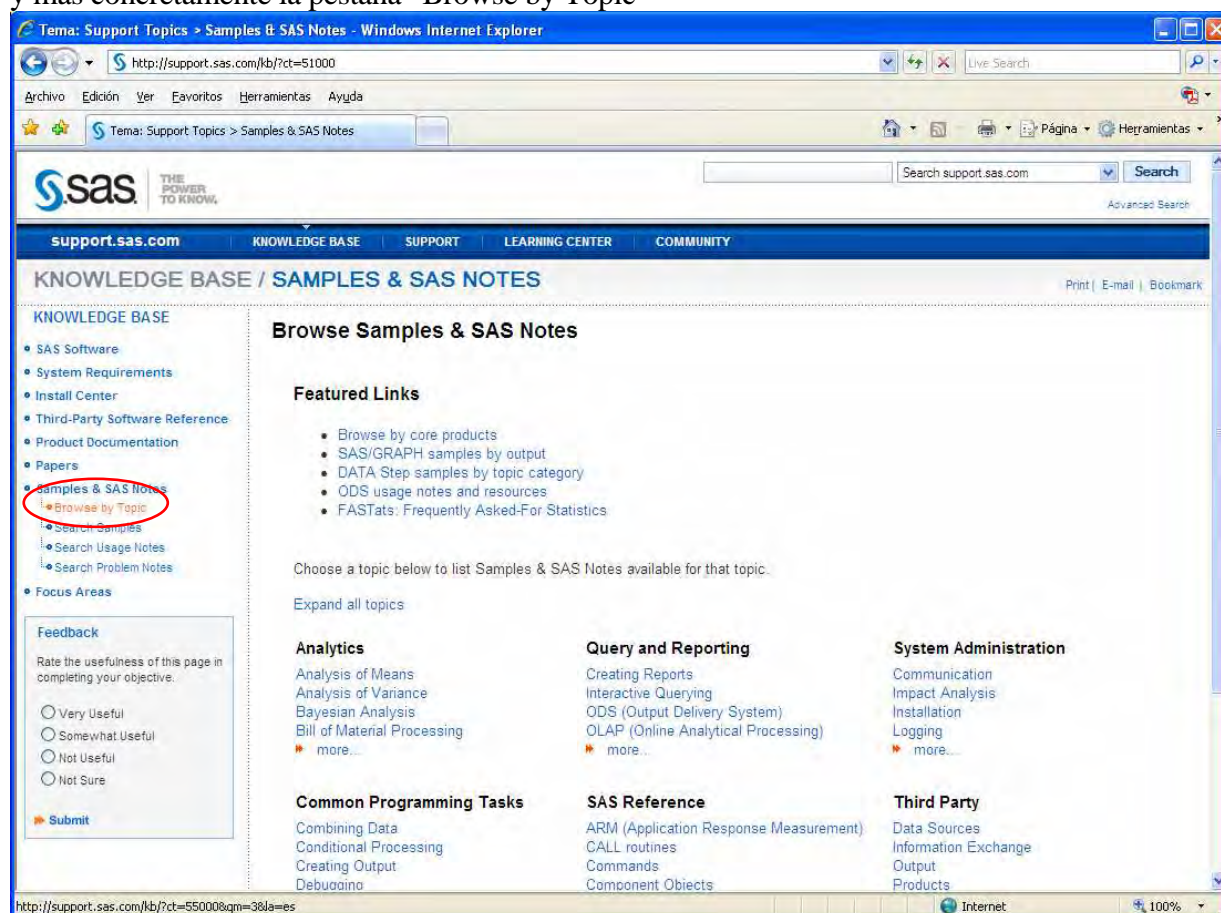 y más concretamente la pestaña "Browse by Topic"
Tema: Support Topics > Samples & SAS Notes - Windows Internet Explorer
http://support.sas.com/kb/?ct=51000
Live Search
Archivo Edición Ver Favoritos Herramientas Ayuda
Tema: Support Topics > Samples & SAS Notes
Página Herramientas
sas THE POWER TO KNOW.
Search support.sas.com Search
Advanced Search
support.sas.com KNOWLEDGE BASE SUPPORT LEARNING CENTER COMMUNITY
KNOWLEDGE BASE / SAMPLES & SAS NOTES
Print | E-mail | Bookmark
KNOWLEDGE BASE
SAS Software
System Requirements
Install Center
Third-Party Software Reference
Product Documentation
Papers
Samples & SAS Notes
Browse by Topic
Search Samples
Search Usage Notes
Search Problem Notes
Focus Areas
Feedback
Rate the usefulness of this page in
completing your objective.
Very Useful
Somewhat Useful
Not Useful
Not Sure
Submit
Browse Samples & SAS Notes
Featured Links
Browse by core products
SAS/GRAPH samples by output
DATA Step samples by topic category
ODS usage notes and resources
FASTats: Frequently Asked-For Statistics
Choose a topic below to list Samples & SAS Notes available for that topic.
Expand all topics
Analytics
Analysis of Means
Analysis of Variance
Bayesian Analysis
Bill of Material Processing
more...
Query and Reporting
Creating Reports
Interactive Querying
ODS (Output Delivery System)
OLAP (Online Analytical Processing)
more...
System Administration
Communication
Impact Analysis
Installation
Logging
more...
Common Programming Tasks
Combining Data
Conditional Processing
Creating Output
Debugging
SAS Reference
ARM (Application Response Measurement)
CALL routines
Commands
Component Objects
Third Party
Data Sources
Information Exchange
Output
Products
http://support.sas.com/kb/?ct=55000&qm=3&la=es
Internet
100%